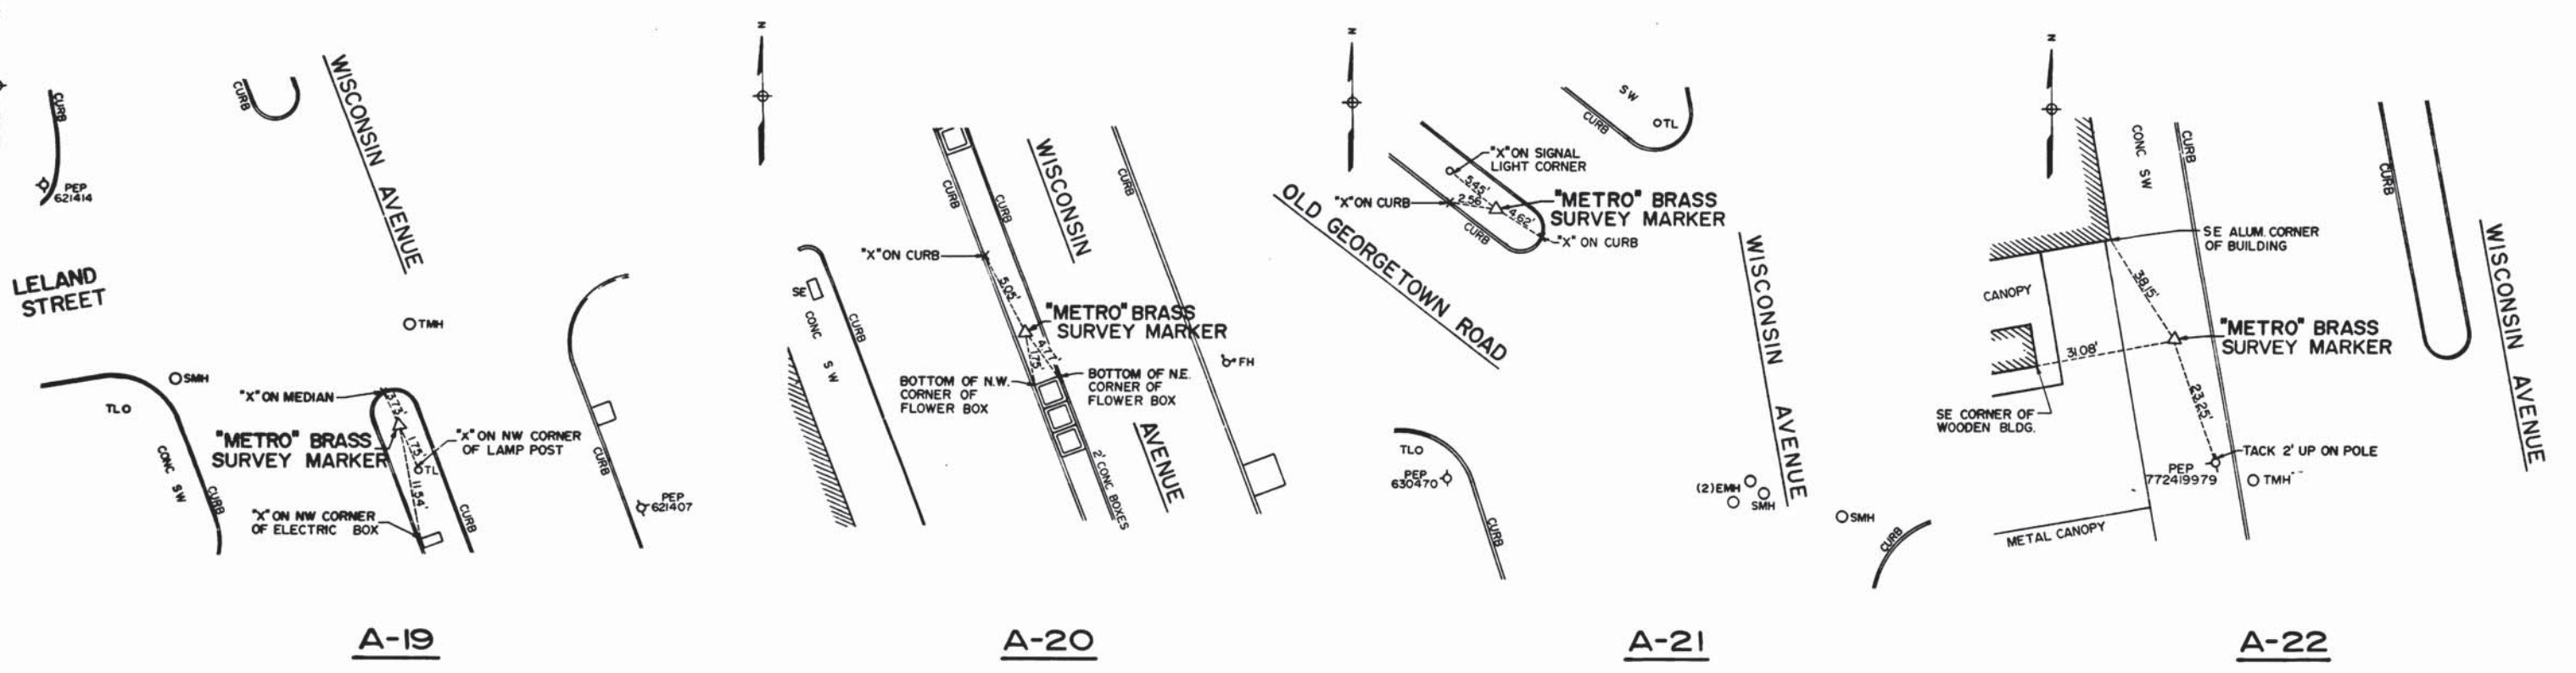 CURB
PEP
621414
LELAND
STREET
CURB
WISCONSIN AVENUE
TMH
SMH
TLO
CONC SW
CURB
"X" ON MEDIAN
3.73'
"METRO" BRASS
SURVEY MARKER
1.75'
"X" ON NW CORNER
OF LAMP POST
TL
11.54'
"X" ON NW CORNER
OF ELECTRIC BOX
CURB
CURB
PEP
621407
A-19
N
CURB
CURB
WISCONSIN
CURB
"X" ON CURB
5.05'
SE
CONC SW
CURB
"METRO" BRASS
SURVEY MARKER
4.77'
FH
BOTTOM OF N.W.
CORNER OF
FLOWER BOX
BOTTOM OF N.E.
CORNER OF
FLOWER BOX
2' CONC BOXES
AVENUE
A-20
N
SW
TL
CURB
"X" ON SIGNAL
LIGHT CORNER
5.45'
"X" ON CURB
2.56'
"METRO" BRASS
SURVEY MARKER
4.62'
CURB
"X" ON CURB
OLD GEORGETOWN ROAD
WISCONSIN AVENUE
TLO
PEP
630470
CURB
(2) EMH
SMH
SMH
CURB
A-21
N
CONC SW
CURB
CURB
SE ALUM. CORNER
OF BUILDING
CANOPY
38.15'
WISCONSIN AVENUE
"METRO" BRASS
SURVEY MARKER
31.08'
23.25'
SE CORNER OF
WOODEN BLDG.
TACK 2' UP ON POLE
PEP
772419979
TMH
METAL CANOPY
A-22